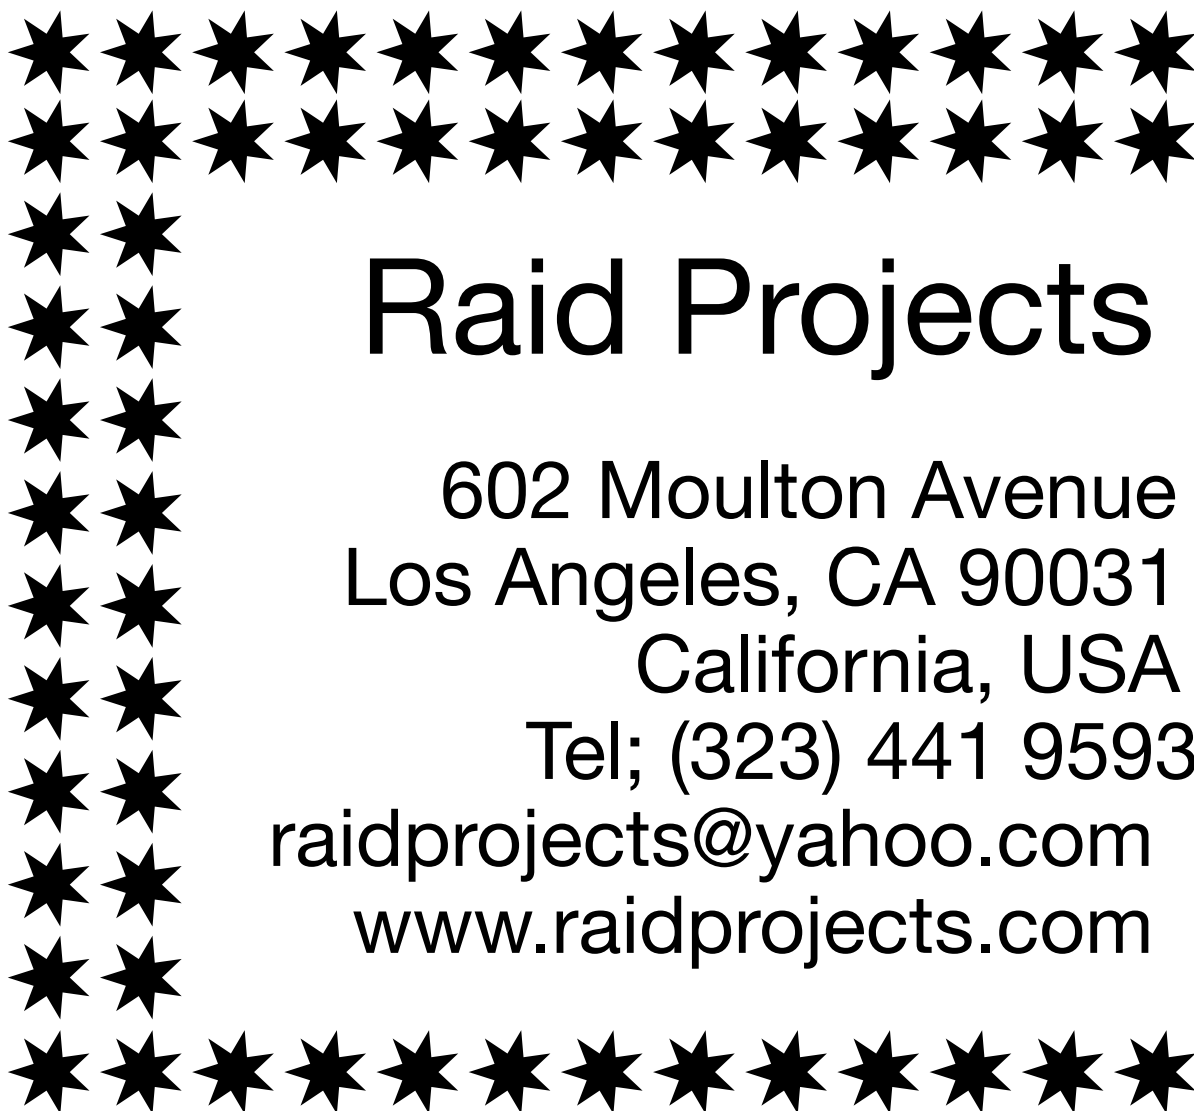 Raid Projects
602 Moulton Avenue
Los Angeles, CA 90031
California, USA
Tel; (323) 441 9593
raidprojects@yahoo.com
www.raidprojects.com